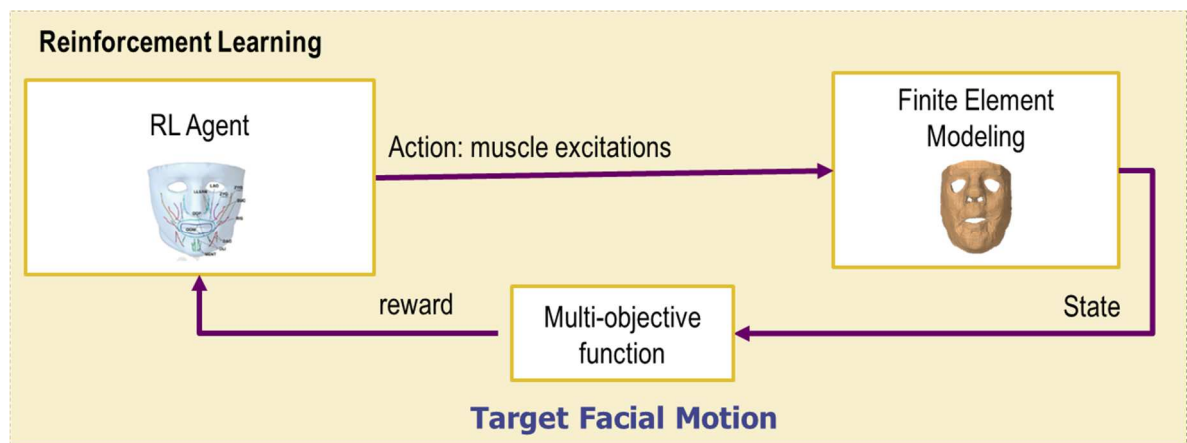 Reinforcement Learning
RL Agent
Action: muscle excitations
Finite Element
Modeling
reward
Multi-objective
function
State
Target Facial Motion